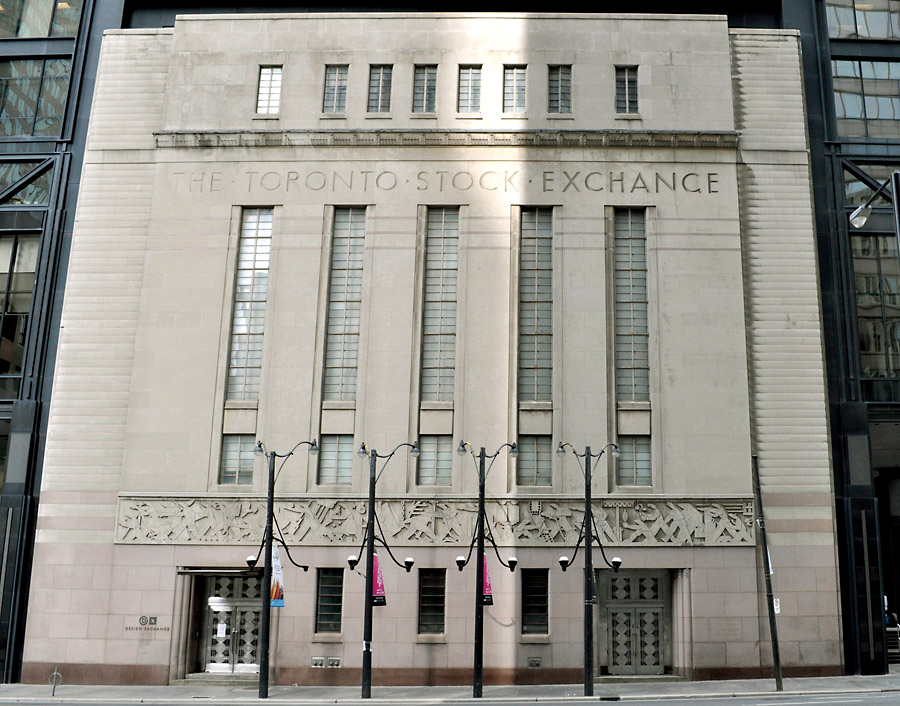 THE · TORONTO · STOCK · EXCHANGE
DESIGN EXCHANGE